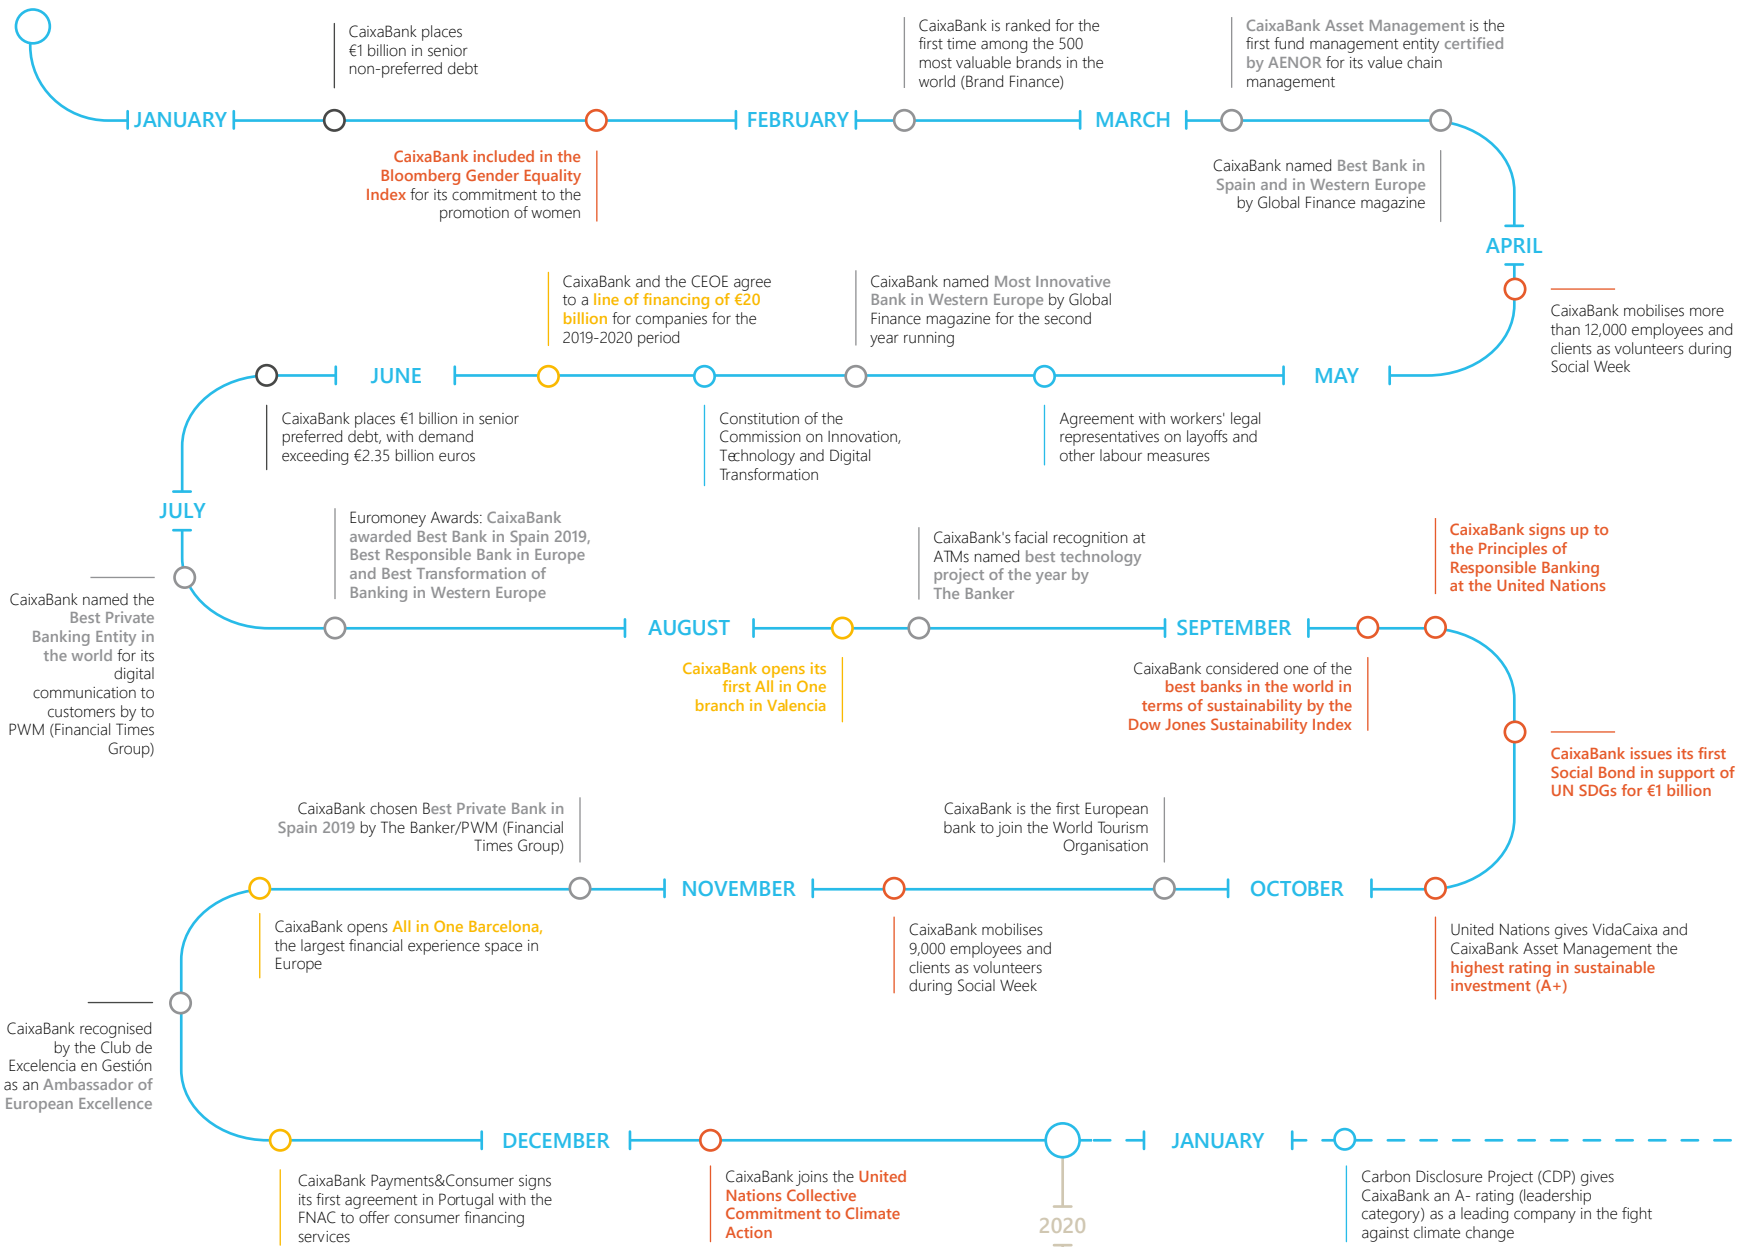 CaixaBank places
€1 billion in senior
non-preferred debt
CaixaBank is ranked for the
first time among the 500
most valuable brands in the
world (Brand Finance)
CaixaBank Asset Management is the
first fund management entity certified
by AENOR for its value chain
management
JANUARY
FEBRUARY
MARCH
CaixaBank included in the
Bloomberg Gender Equality
Index for its commitment to the
promotion of women
CaixaBank named Best Bank in
Spain and in Western Europe
by Global Finance magazine
APRIL
CaixaBank mobilises more
than 12,000 employees and
clients as volunteers during
Social Week
MAY
Agreement with workers' legal
representatives on layoffs and
other labour measures
CaixaBank named Most Innovative
Bank in Western Europe by Global
Finance magazine for the second
year running
Constitution of the
Commission on Innovation,
Technology and Digital
Transformation
CaixaBank and the CEOE agree
to a line of financing of €20
billion for companies for the
2019-2020 period
JUNE
CaixaBank places €1 billion in senior
preferred debt, with demand
exceeding €2.35 billion euros
JULY
CaixaBank named the
Best Private
Banking Entity in
the world for its
digital
communication to
customers by to
PWM (Financial Times
Group)
Euromoney Awards: CaixaBank
awarded Best Bank in Spain 2019,
Best Responsible Bank in Europe
and Best Transformation of
Banking in Western Europe
AUGUST
CaixaBank opens its
first All in One
branch in Valencia
CaixaBank's facial recognition at
ATMs named best technology
project of the year by
The Banker
SEPTEMBER
CaixaBank considered one of the
best banks in the world in
terms of sustainability by the
Dow Jones Sustainability Index
CaixaBank signs up to
the Principles of
Responsible Banking
at the United Nations
CaixaBank issues its first
Social Bond in support of
UN SDGs for €1 billion
United Nations gives VidaCaixa and
CaixaBank Asset Management the
highest rating in sustainable
investment (A+)
OCTOBER
CaixaBank is the first European
bank to join the World Tourism
Organisation
CaixaBank mobilises
9,000 employees and
clients as volunteers
during Social Week
NOVEMBER
CaixaBank chosen Best Private Bank in
Spain 2019 by The Banker/PWM (Financial
Times Group)
CaixaBank opens All in One Barcelona,
the largest financial experience space in
Europe
CaixaBank recognised
by the Club de
Excelencia en Gestión
as an Ambassador of
European Excellence
CaixaBank Payments&Consumer signs
its first agreement in Portugal with the
FNAC to offer consumer financing
services
DECEMBER
CaixaBank joins the United
Nations Collective
Commitment to Climate
Action
2020
JANUARY
Carbon Disclosure Project (CDP) gives
CaixaBank an A- rating (leadership
category) as a leading company in the fight
against climate change